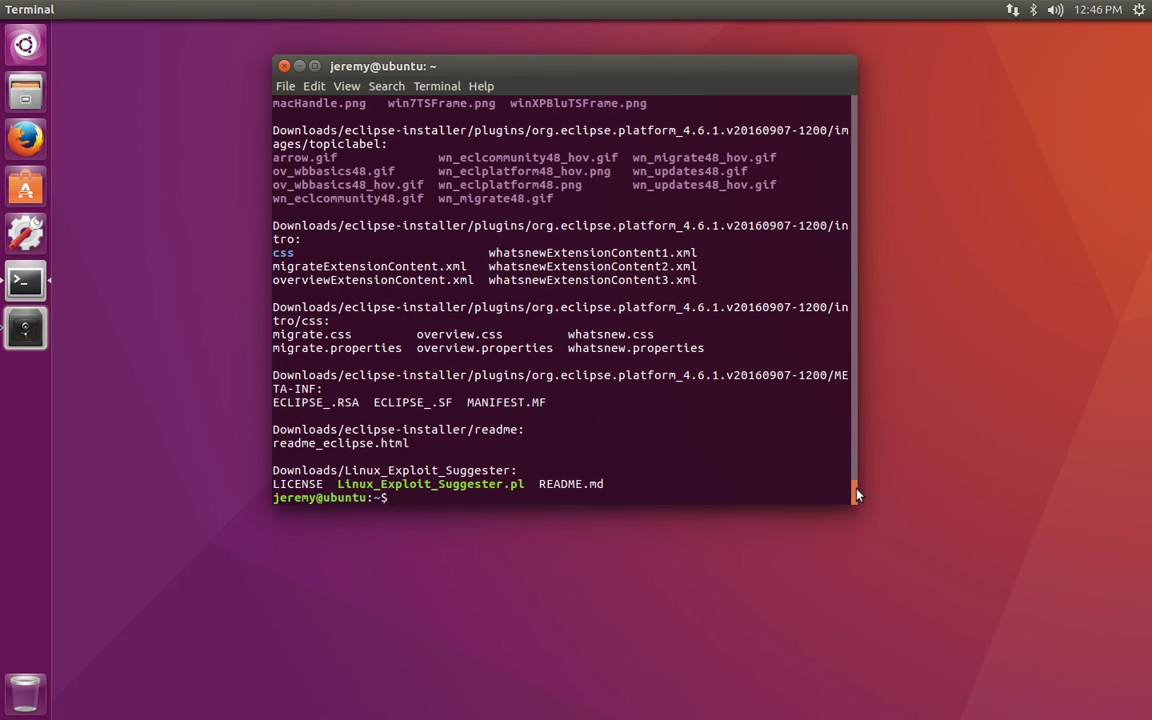 Terminal
12:46 PM
jeremy@ubuntu: ~
File Edit View Search Terminal Help
macHandle.png win7TSFrame.png winXPBluTSFrame.png
Downloads/eclipse-installer/plugins/org.eclipse.platform_4.6.1.v20160907-1200/im
ages/topiclabel:
arrow.gif wn_eclcommunity48_hov.gif wn_migrate48_hov.gif
ov_wbbasics48.gif wn_eclplatform48_hov.png wn_updates48.gif
ov_wbbasics48_hov.gif wn_eclplatform48.png wn_updates48_hov.gif
wn_eclcommunity48.gif wn_migrate48.gif
Downloads/eclipse-installer/plugins/org.eclipse.platform_4.6.1.v20160907-1200/in
tro:
css whatsnewExtensionContent1.xml
migrateExtensionContent.xml whatsnewExtensionContent2.xml
overviewExtensionContent.xml whatsnewExtensionContent3.xml
Downloads/eclipse-installer/plugins/org.eclipse.platform_4.6.1.v20160907-1200/in
tro/css:
migrate.css overview.css whatsnew.css
migrate.properties overview.properties whatsnew.properties
Downloads/eclipse-installer/plugins/org.eclipse.platform_4.6.1.v20160907-1200/ME
TA-INF:
ECLIPSE_.RSA ECLIPSE_.SF MANIFEST.MF
Downloads/eclipse-installer/readme:
readme_eclipse.html
Downloads/Linux_Exploit_Suggester:
LICENSE Linux_Exploit_Suggester.pl README.md
jeremy@ubuntu:~$